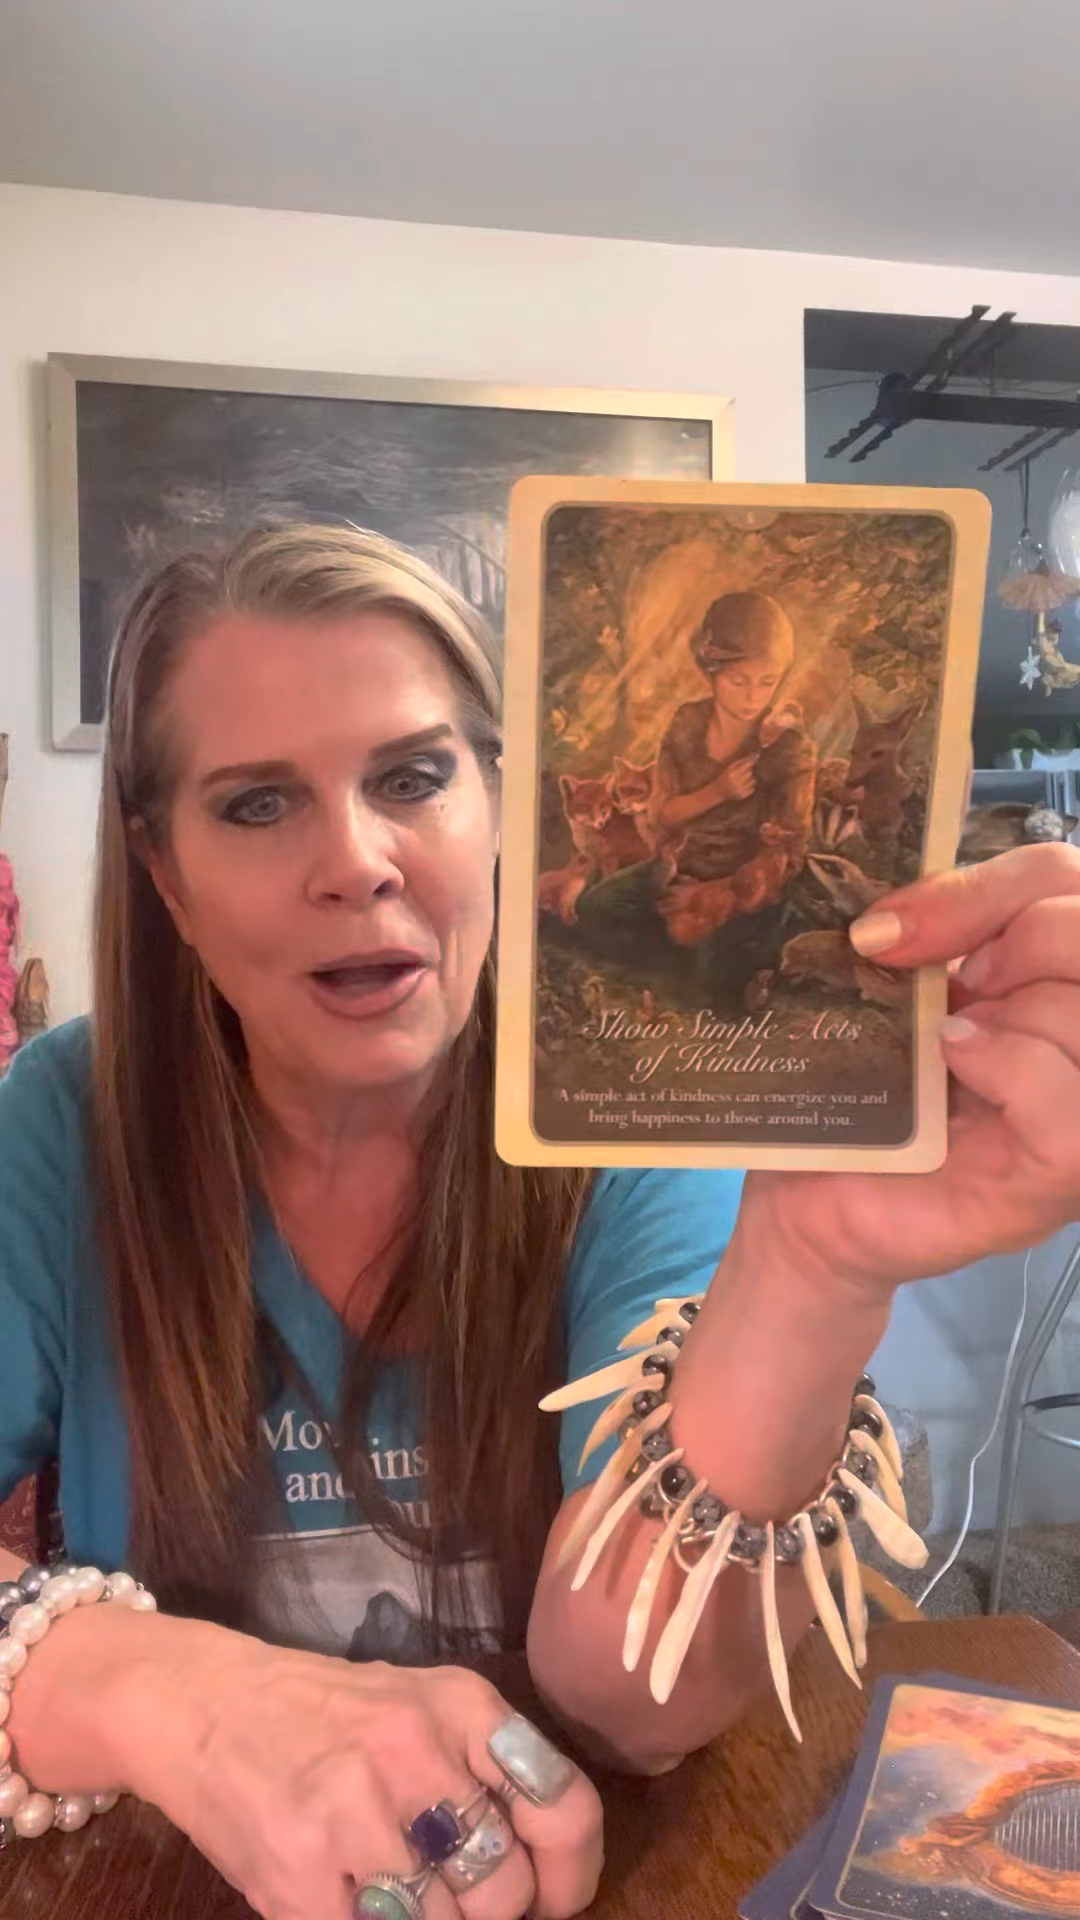 Show Simple Acts
of Kindness
A simple act of kindness can energize you and
bring happiness to those around you.
and